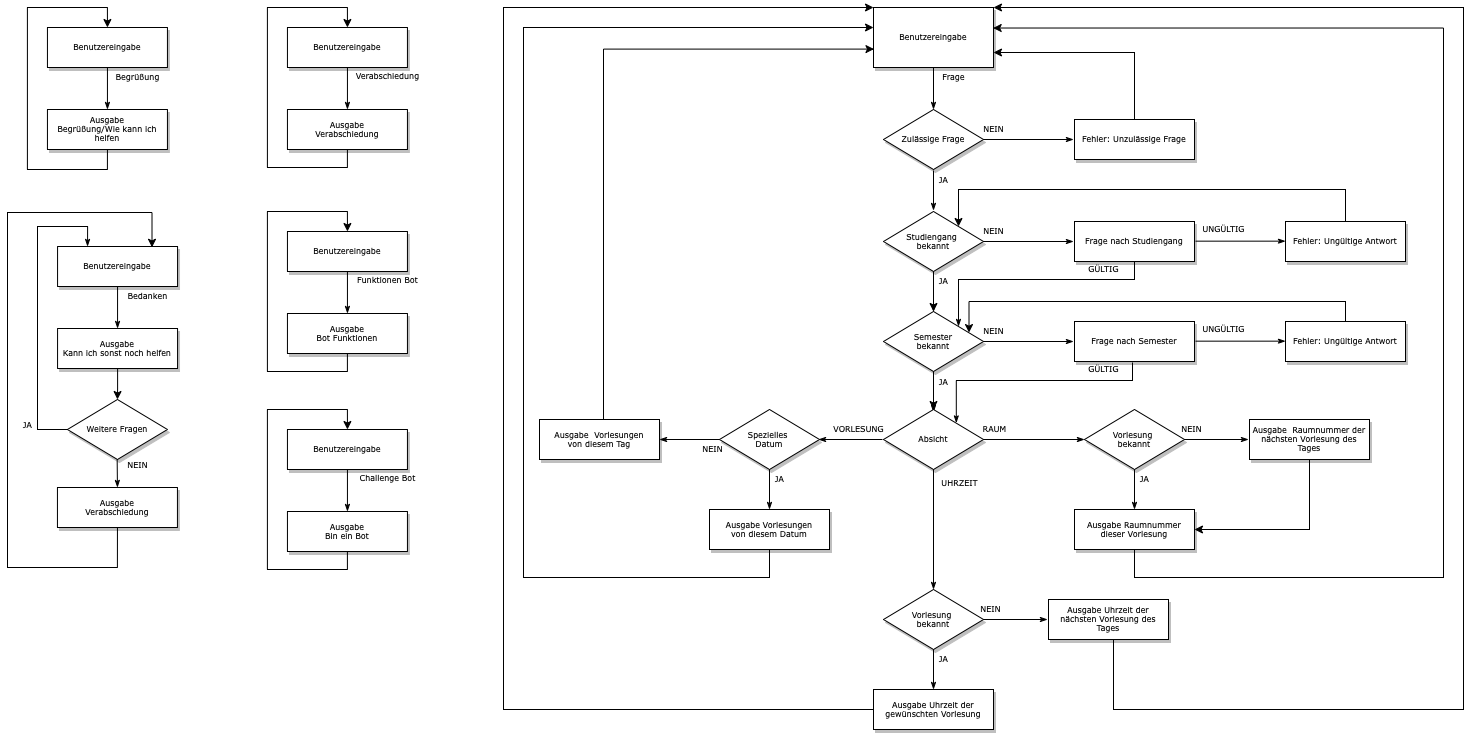 Benutzereingabe
Begrüßung
Ausgabe
Begrüßung/Wie kann ich
helfen
Benutzereingabe
Verabschiedung
Ausgabe
Verabschiedung
Benutzereingabe
Bedanken
Ausgabe
Kann ich sonst noch helfen
Weitere Fragen
JA
NEIN
Ausgabe
Verabschiedung
Benutzereingabe
Funktionen Bot
Ausgabe
Bot Funktionen
Benutzereingabe
Challenge Bot
Ausgabe
Bin ein Bot
Benutzereingabe
Frage
Zulässige Frage
NEIN
Fehler: Unzulässige Frage
JA
Studiengang
bekannt
NEIN
Frage nach Studiengang
UNGÜLTIG
Fehler: Ungültige Antwort
GÜLTIG
JA
Semester
bekannt
NEIN
Frage nach Semester
UNGÜLTIG
Fehler: Ungültige Antwort
GÜLTIG
JA
Absicht
VORLESUNG
Spezielles
Datum
NEIN
Ausgabe Vorlesungen
von diesem Tag
JA
Ausgabe Vorlesungen
von diesem Datum
RAUM
Vorlesung
bekannt
NEIN
Ausgabe Raumnummer der
nächsten Vorlesung des
Tages
JA
Ausgabe Raumnummer
dieser Vorlesung
UHRZEIT
Vorlesung
bekannt
NEIN
Ausgabe Uhrzeit der
nächsten Vorlesung des
Tages
JA
Ausgabe Uhrzeit der
gewünschten Vorlesung